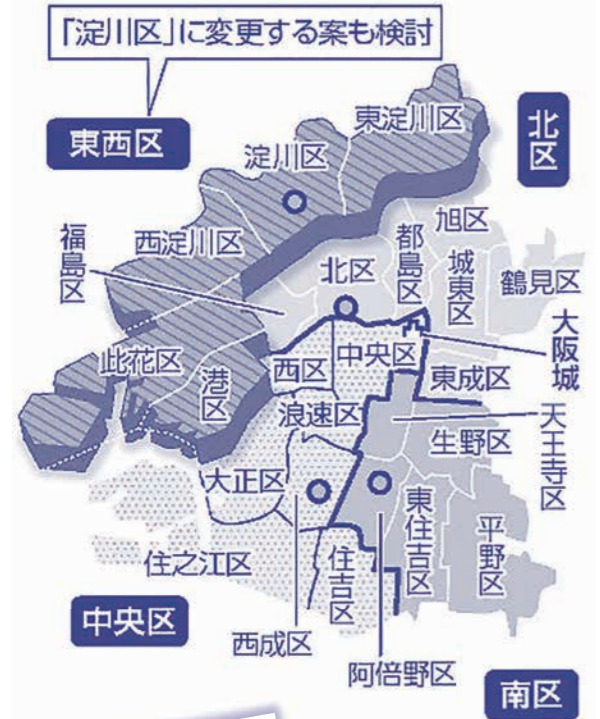 「淀川区」に変更する案も検討
東西区
北区
東淀川区
淀川区
西淀川区
旭区
都島区
城東区
鶴見区
福島区
北区
大阪城
此花区
港区
西区
中央区
東成区
浪速区
天王寺区
生野区
大正区
東住吉区
平野区
住之江区
住吉区
中央区
西成区
阿倍野区
南区